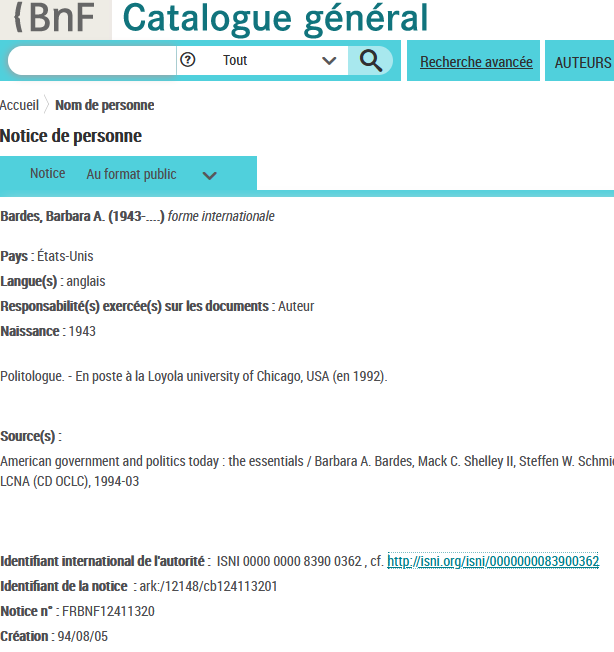 BnF Catalogue général
? Tout Recherche avancée AUTEURS
Accueil Nom de personne
Notice de personne
Notice Au format public
Bardes, Barbara A. (1943-....) forme internationale
Pays : États-Unis
Langue(s) : anglais
Responsabilité(s) exercée(s) sur les documents : Auteur
Naissance : 1943
Politologue. - En poste à la Loyola university of Chicago, USA (en 1992).
Source(s) :
American government and politics today : the essentials / Barbara A. Bardes, Mack C. Shelley II, Steffen W. Schmi
LCNA (CD OCLC), 1994-03
Identifiant international de l'autorité : ISNI 0000 0000 8390 0362 , cf. http://isni.org/isni/0000000083900362
Identifiant de la notice : ark:/12148/cb124113201
Notice n° : FRBNF12411320
Création : 94/08/05